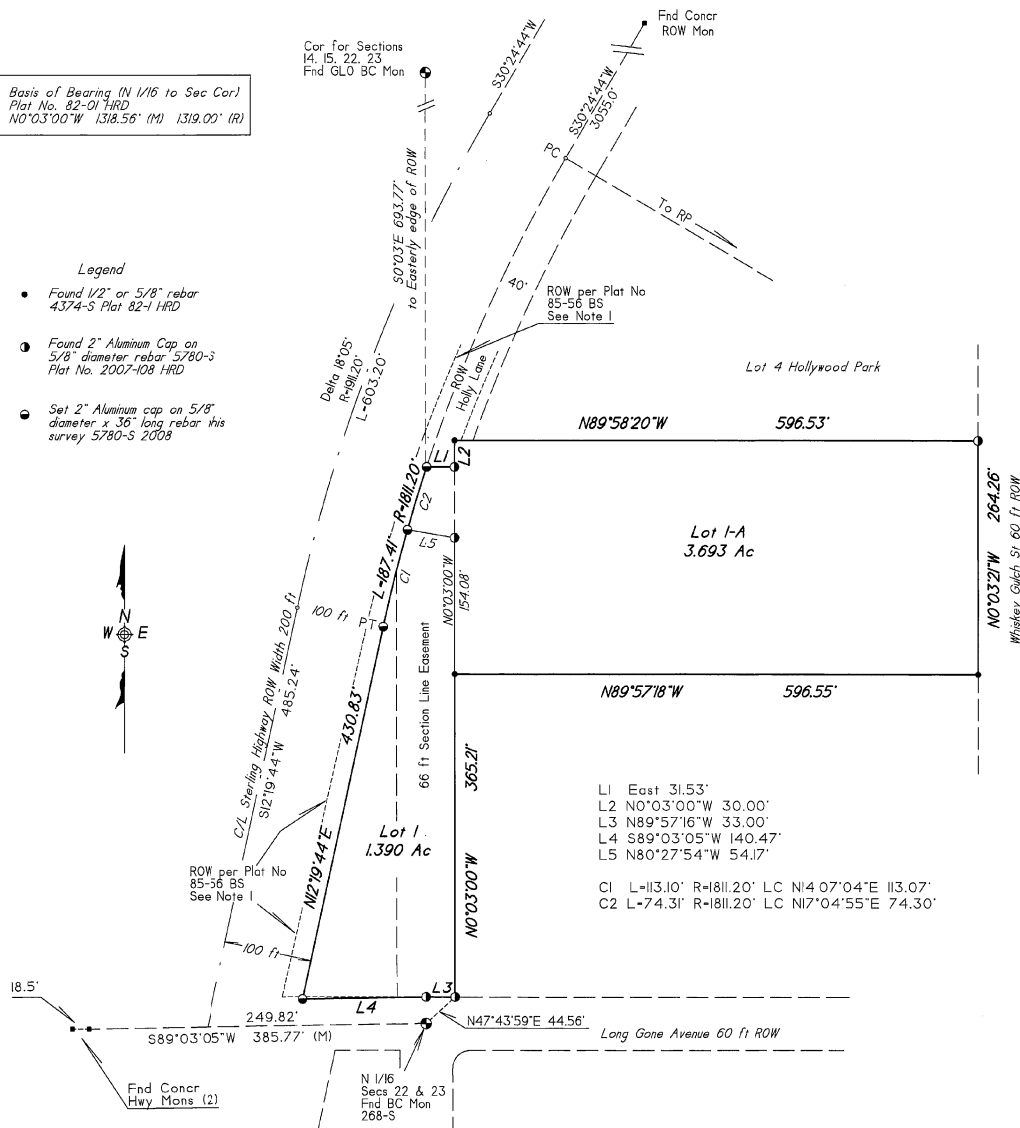 Fnd Concr
ROW Mon
Cor for Sections
14, 15, 22, 23
Fnd GLO BC Mon
S30°24'44"W
S30°24'44"W
3055.0'
Basis of Bearing (N 1/16 to Sec Cor)
Plat No. 82-01 HRD
N0°03'00"W 1318.56' (M) 1319.00' (R)
PC
To RP
S0°03'E 693.77'
to Easterly edge of ROW
Legend
Found 1/2" or 5/8" rebar
4374-S Plat 82-1 HRD
Found 2" Aluminum Cap on
5/8" diameter rebar 5780-S
Plat No. 2007-108 HRD
Set 2" Aluminum cap on 5/8"
diameter x 36" long rebar this
survey 5780-S 2008
40'
ROW per Plat No
85-56 BS
See Note 1
Delta 18°05'
R=1911.20'
L=603.20'
ROW
Holly Lane
Lot 4 Hollywood Park
N89°58'20"W 596.53'
L1
L2
R=1811.20'
C2
L=187.41'
L5
C1
N0°03'00"W
154.08'
Lot 1-A
3.693 Ac
264.26'
N0°03'21"W
Whiskey Gulch St 60 ft ROW
N
W E
S
100 ft
PT
N89°57'18"W 596.55'
C/L Sterling Highway ROW Width 200 ft
485.24'
S12°19'44"W
430.83'
N12°19'44"E
66 ft Section Line Easement
365.21'
N0°03'00"W
Lot 1
1.390 Ac
L1 East 31.53'
L2 N0°03'00"W 30.00'
L3 N89°57'16"W 33.00'
L4 S89°03'05"W 140.47'
L5 N80°27'54"W 54.17'
C1 L=113.10' R=1811.20' LC N14 07'04"E 113.07'
C2 L=74.31' R=1811.20' LC N17°04'55"E 74.30'
ROW per Plat No
85-56 BS
See Note 1
100 ft
18.5'
L4
L3
249.82'
S89°03'05"W 385.77' (M)
N47°43'59"E 44.56'
Long Gone Avenue 60 ft ROW
Fnd Concr
Hwy Mons (2)
N 1/16
Secs 22 & 23
Fnd BC Mon
268-S